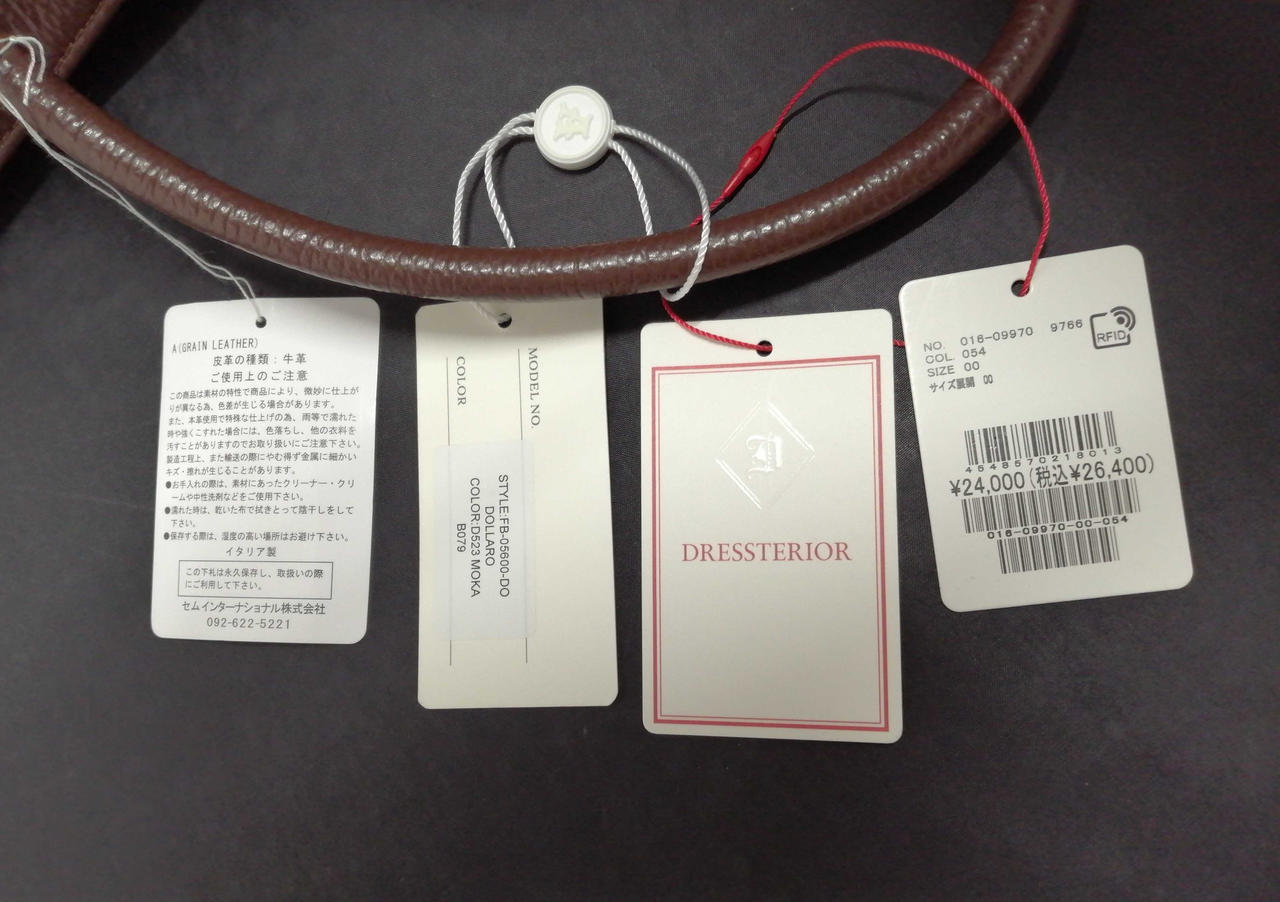 A(GRAIN LEATHER)
皮革の種類：牛革
ご使用上のご注意
この商品は素材の特性で商品により、微妙に仕上が
りが異なる為、色差が生じる場合があります。
また、本革使用で特殊な仕上げの為、雨等で濡れた
時や強くこすれた場合には、色落ちし、他の衣料を
汚すことがありますのでお取り扱いにご注意下さい。
製造工程上、また輸送の際にやむ得ず金属に細かい
キズ・擦れが生じることがあります。
●お手入れの際は、素材にあったクリーナー・クリ
ームや中性洗剤などをご使用下さい。
●濡れた時は、乾いた布で拭きとって陰干しをして
下さい。
●保存する際は、湿度の高い場所はお避け下さい。
イタリア製
この下札は永久保存し、取扱いの際
にご利用して下さい。
セムインターナショナル株式会社
092-622-5221
MODEL NO.
STYLE:FB-05600-DO
DOLLARO
COLOR:D523 MOKA
B079
COLOR
DRESSTERIOR
NO. 016-09970 9766
COL. 054
SIZE 00
サイズ展開 00
RFID
4548570218013
¥24,000(税込¥26,400)
016-09970-00-054